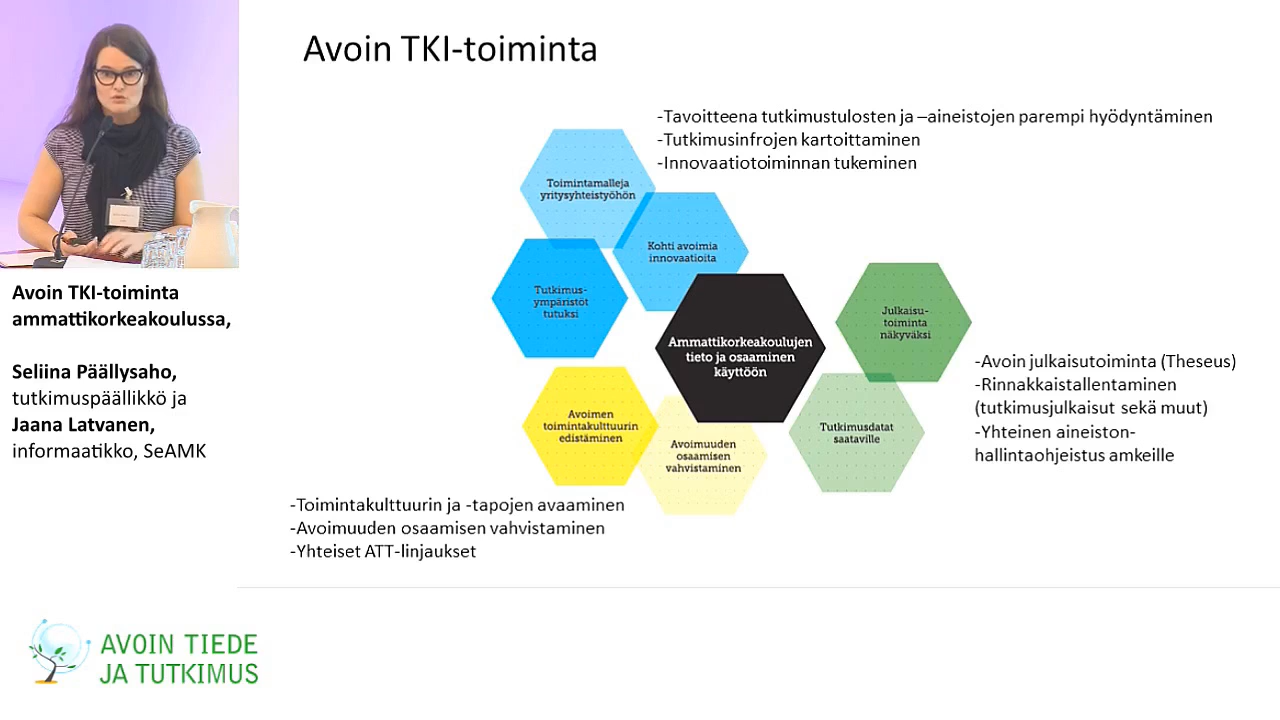 Avoin TKI-toiminta
-Tavoitteena tutkimustulosten ja –aineistojen parempi hyödyntäminen
-Tutkimusinfrojen kartoittaminen
-Innovaatiotoiminnan tukeminen
Toimintamalleja
yritysyhteistyöhön
Kohti avoimia
innovaatioita
Tutkimus-
ympäristöt
tutuksi
Ammattikorkeakoulujen
tieto ja osaaminen
käyttöön
Julkaisu-
toiminta
näkyväksi
Avoimen
toimintakulttuurin
edistäminen
Avoimuuden
osaamisen
vahvistaminen
Tutkimusdatat
saataville
-Avoin julkaisutoiminta (Theseus)
-Rinnakkaistallentaminen
(tutkimusjulkaisut sekä muut)
-Yhteinen aineiston-
hallintaohjeistus amkeille
-Toimintakulttuurin ja -tapojen avaaminen
-Avoimuuden osaamisen vahvistaminen
-Yhteiset ATT-linjaukset
Avoin TKI-toiminta
ammattikorkeakoulussa,
Seliina Päällysaho,
tutkimuspäällikkö ja
Jaana Latvanen,
informaatikko, SeAMK
AVOIN TIEDE
JA TUTKIMUS